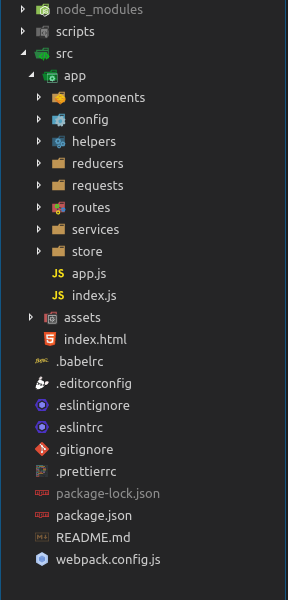 node_modules
scripts
src
app
components
config
helpers
reducers
requests
routes
services
store
JS app.js
JS index.js
assets
index.html
.babelrc
.editorconfig
.eslintignore
.eslintrc
.gitignore
.prettierrc
package-lock.json
package.json
README.md
webpack.config.js